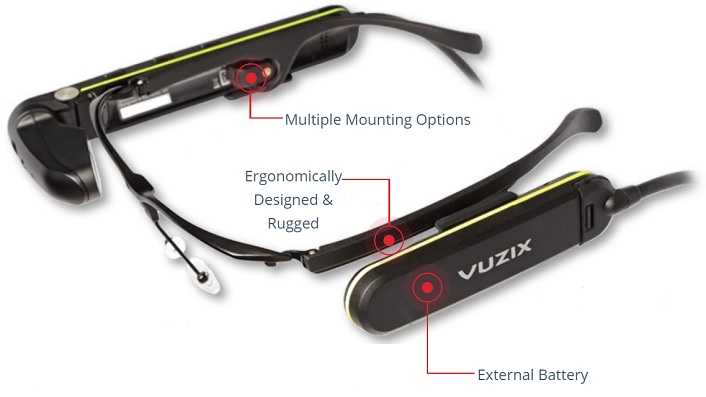 Multiple Mounting Options
Ergonomically
Designed &
Rugged
VUZIX
External Battery